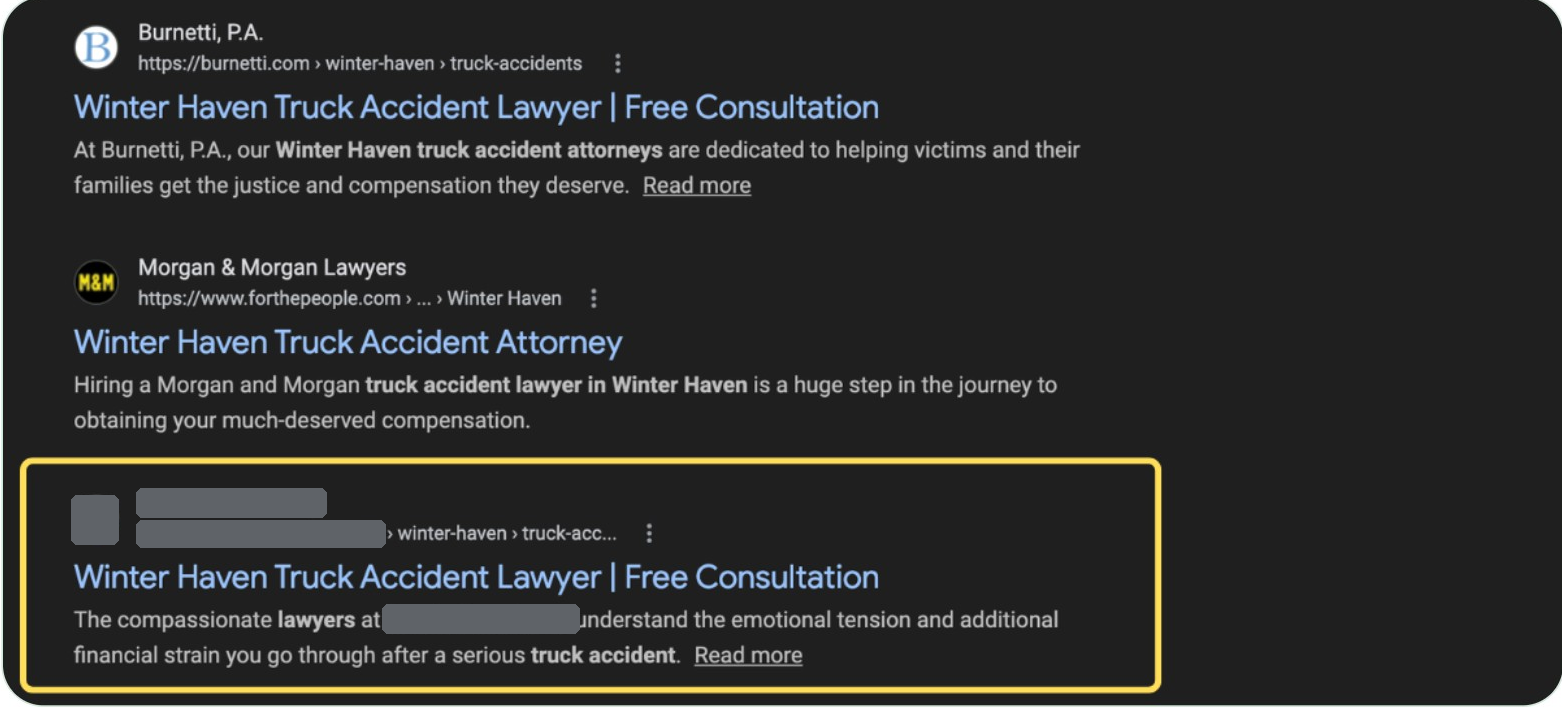 B
Burnetti, P.A.
https://burnetti.com › winter-haven › truck-accidents
Winter Haven Truck Accident Lawyer | Free Consultation
At Burnetti, P.A., our Winter Haven truck accident attorneys are dedicated to helping victims and their
families get the justice and compensation they deserve. Read more
M&M
Morgan & Morgan Lawyers
https://www.forthepeople.com › ... › Winter Haven
Winter Haven Truck Accident Attorney
Hiring a Morgan and Morgan truck accident lawyer in Winter Haven is a huge step in the journey to
obtaining your much-deserved compensation.
› winter-haven › truck-acc...
Winter Haven Truck Accident Lawyer | Free Consultation
The compassionate lawyers at understand the emotional tension and additional
financial strain you go through after a serious truck accident. Read more